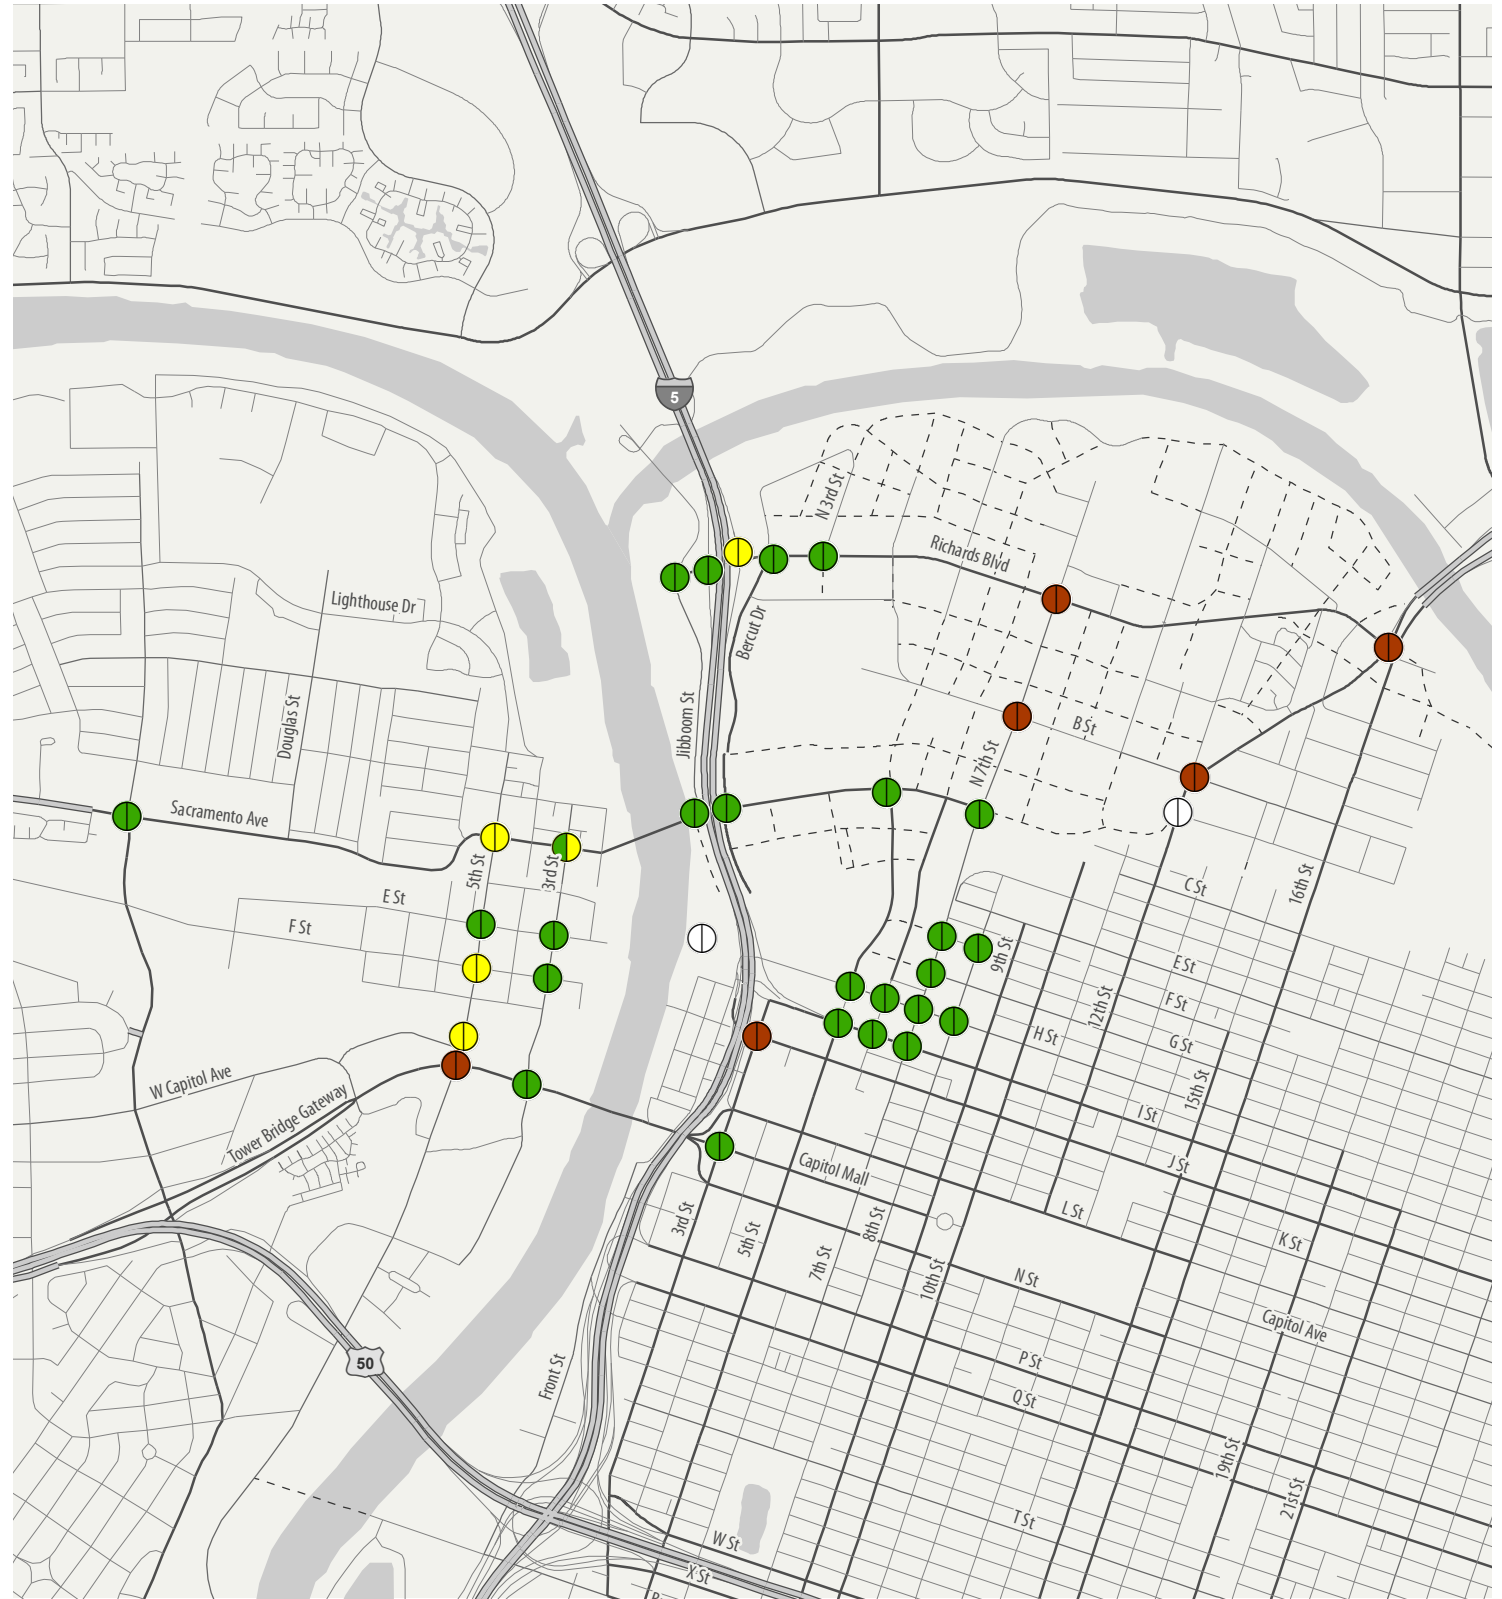 5
N 3rd St
Richards Blvd
Lighthouse Dr
Bercut Dr
Jibboom St
Douglas St
B St
N 7th St
Sacramento Ave
5th St
3rd St
E St
F St
C St
16th St
9th St
E St
F St
12th St
G St
H St
15th St
W Capitol Ave
Tower Bridge Gateway
I St
J St
Capitol Mall
L St
3rd St
5th St
8th St
7th St
10th St
K St
N St
Capitol Ave
50
Front St
P St
Q St
19th St
21st St
T St
W St
X St